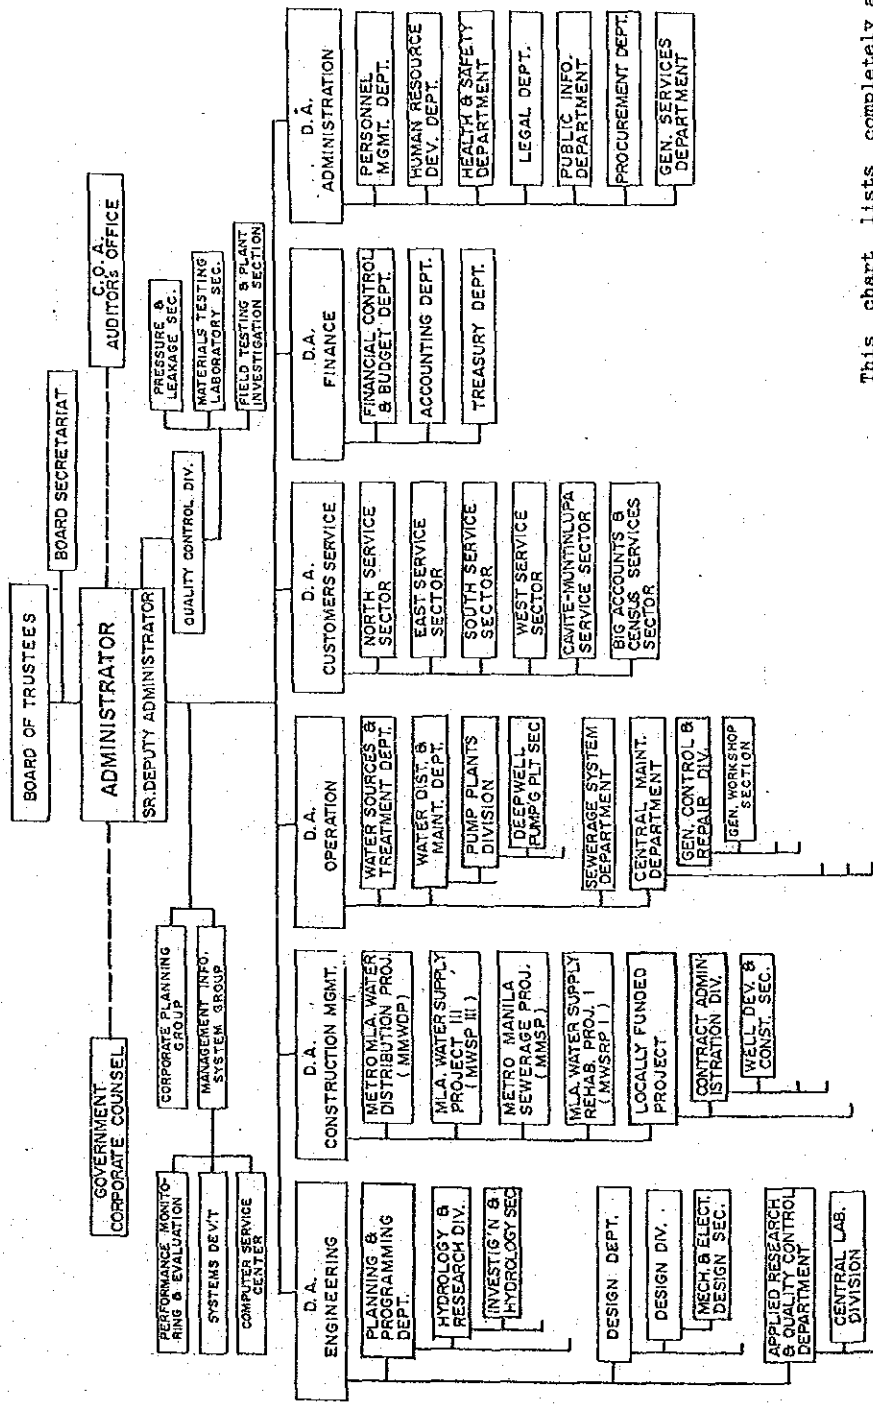 BOARD OF TRUSTEES
BOARD SECRETARIAT
ADMINISTRATOR
SR. DEPUTY ADMINISTRATOR
GOVERNMENT
CORPORATE COUNSEL
C.O.A.
AUDITORS OFFICE
CORPORATE PLANNING
GROUP
MANAGEMENT INFO.
SYSTEM GROUP
PERFORMANCE MONITO-
RING & EVALUATION
SYSTEMS DEV'T
COMPUTER SERVICE
CENTER
QUALITY CONTROL DIV.
PRESSURE &
LEAKAGE SEC.
MATERIALS TESTING
LABORATORY SEC.
FIELD TESTING & PLANT
INVESTIGATION SECTION
D.A.
ENGINEERING
PLANNING &
PROGRAMMING
DEPT.
HYDROLOGY &
RESEARCH DIV.
INVESTIG'N &
HYDROLOGY SEC
DESIGN DEPT.
DESIGN DIV.
MECH. & ELECT.
DESIGN SEC.
APPLIED RESEARCH
& QUALITY CONTROL
DEPARTMENT
CENTRAL LAB.
DIVISION
D.A.
CONSTRUCTION MGMT.
METRO MLA. WATER
DISTRIBUTION PROJ.
(MMWDP)
MLA. WATER SUPPLY
PROJECT III
(MWSP III)
METRO MANILA
SEWERAGE PROJ.
(MMSP)
MLA. WATER SUPPLY
REHAB. PROJ. I
(MWSRP I)
LOCALLY FUNDED
PROJECT
CONTRACT ADMIN-
ISTRATION DIV.
WELL DEV. &
CONST. SEC.
D.A.
OPERATION
WATER SOURCES &
TREATMENT DEPT.
WATER DIST. &
MAINT. DEPT.
PUMP PLANTS
DIVISION
DEEPWELL
PUMP'G PLT SEC
SEWERAGE SYSTEM
DEPARTMENT
CENTRAL MAINT.
DEPARTMENT
GEN. CONTROL &
REPAIR DIV.
GEN. WORKSHOP
SECTION
D.A.
CUSTOMERS SERVICE
NORTH SERVICE
SECTOR
EAST SERVICE
SECTOR
SOUTH SERVICE
SECTOR
WEST SERVICE
SECTOR
CAVITE-MUNTINLUPA
SERVICE SECTOR
BIG ACCOUNTS &
CENSUS SERVICES
SECTOR
D.A.
FINANCE
FINANCIAL CONTROL
& BUDGET DEPT.
ACCOUNTING DEPT.
TREASURY DEPT.
D.A.
ADMINISTRATION
PERSONNEL
MGMT. DEPT.
HUMAN RESOURCE
DEV. DEPT.
HEALTH & SAFETY
DEPARTMENT
LEGAL DEPT.
PUBLIC INFO.
DEPARTMENT
PROCUREMENT DEPT.
GEN. SERVICES
DEPARTMENT
This chart lists completely